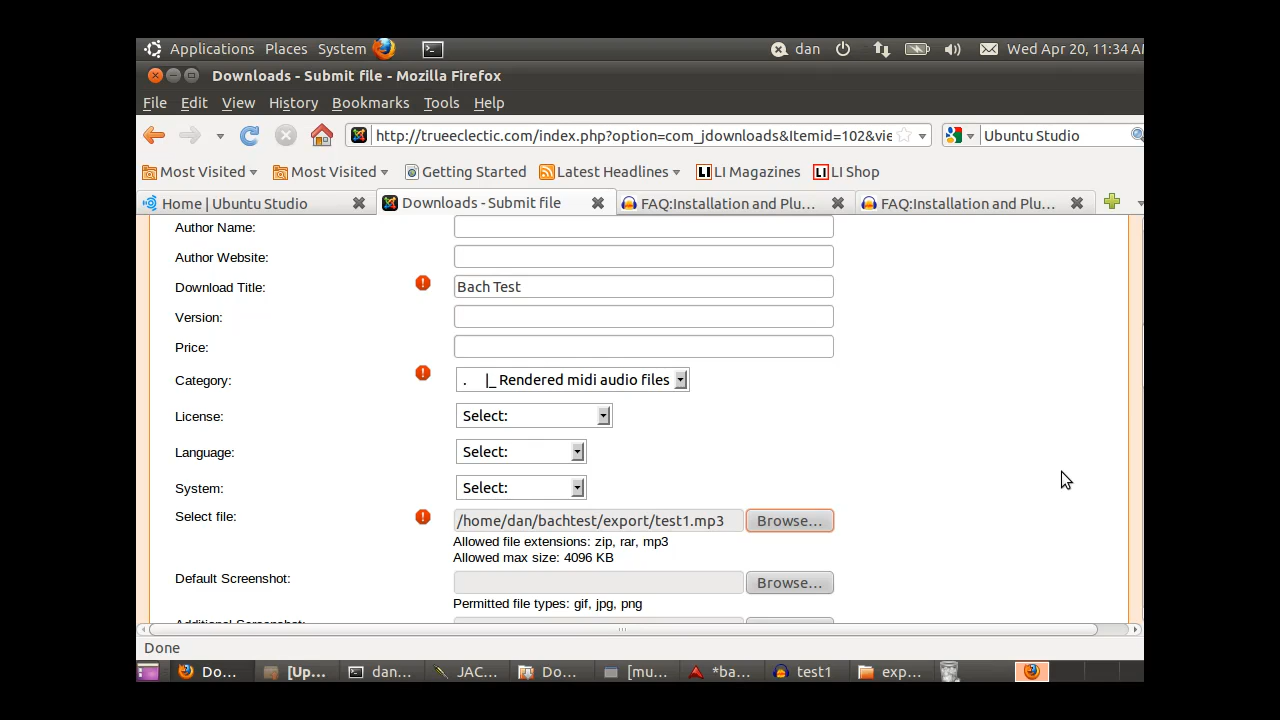 Applications Places System dan Wed Apr 20, 11:34 AM
Downloads - Submit file - Mozilla Firefox
File Edit View History Bookmarks Tools Help
http://trueeclectic.com/index.php?option=com_jdownloads&Itemid=102&vie Ubuntu Studio
Most Visited Most Visited Getting Started Latest Headlines LI LI Magazines LI LI Shop
Home | Ubuntu Studio Downloads - Submit file FAQ:Installation and Plu... FAQ:Installation and Plu...
Author Name:
Author Website:
Download Title: Bach Test
Version:
Price:
Category: . |_ Rendered midi audio files
License: Select:
Language: Select:
System: Select:
Select file: /home/dan/bachtest/export/test1.mp3 Browse...
Allowed file extensions: zip, rar, mp3
Allowed max size: 4096 KB
Default Screenshot: Browse...
Permitted file types: gif, jpg, png
Additional Screenshot:
Done
Do... [Up... dan... JAC... Do... [mu... *ba... test1 exp...